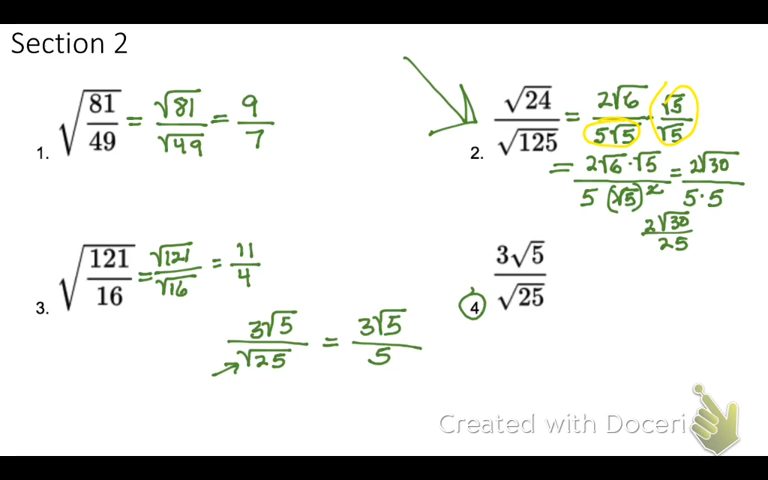 Section 2
1. √(81/49) = √81/√49 = 9/7
2. √24/√125 = 2√6/5√5 √5/√5
= 2√6·√5/5(√5)² = 2√30/5·5
2√30/25
3. √(121/16) = √121/√16 = 11/4
4 3√5/√25
3√5/√25 = 3√5/5
Created with Doceri